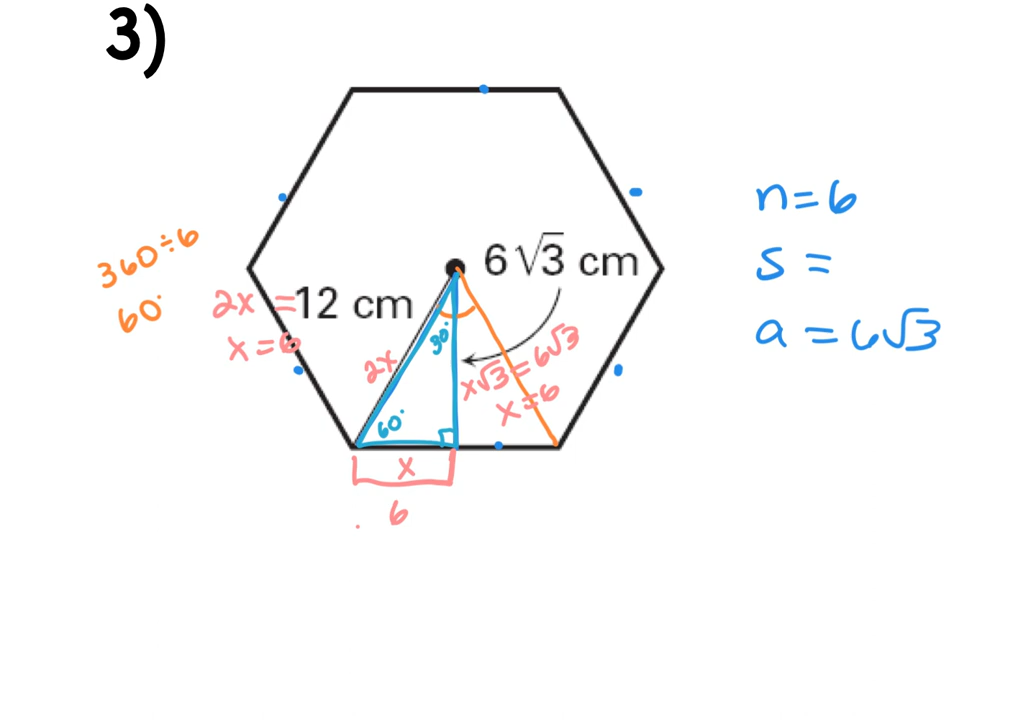 3)
n=6
s =
a = 6√3
6√3 cm
360÷6
60°
2x =12 cm
x=6
30°
2x
x√3=6√3
x=6
60°
x
6